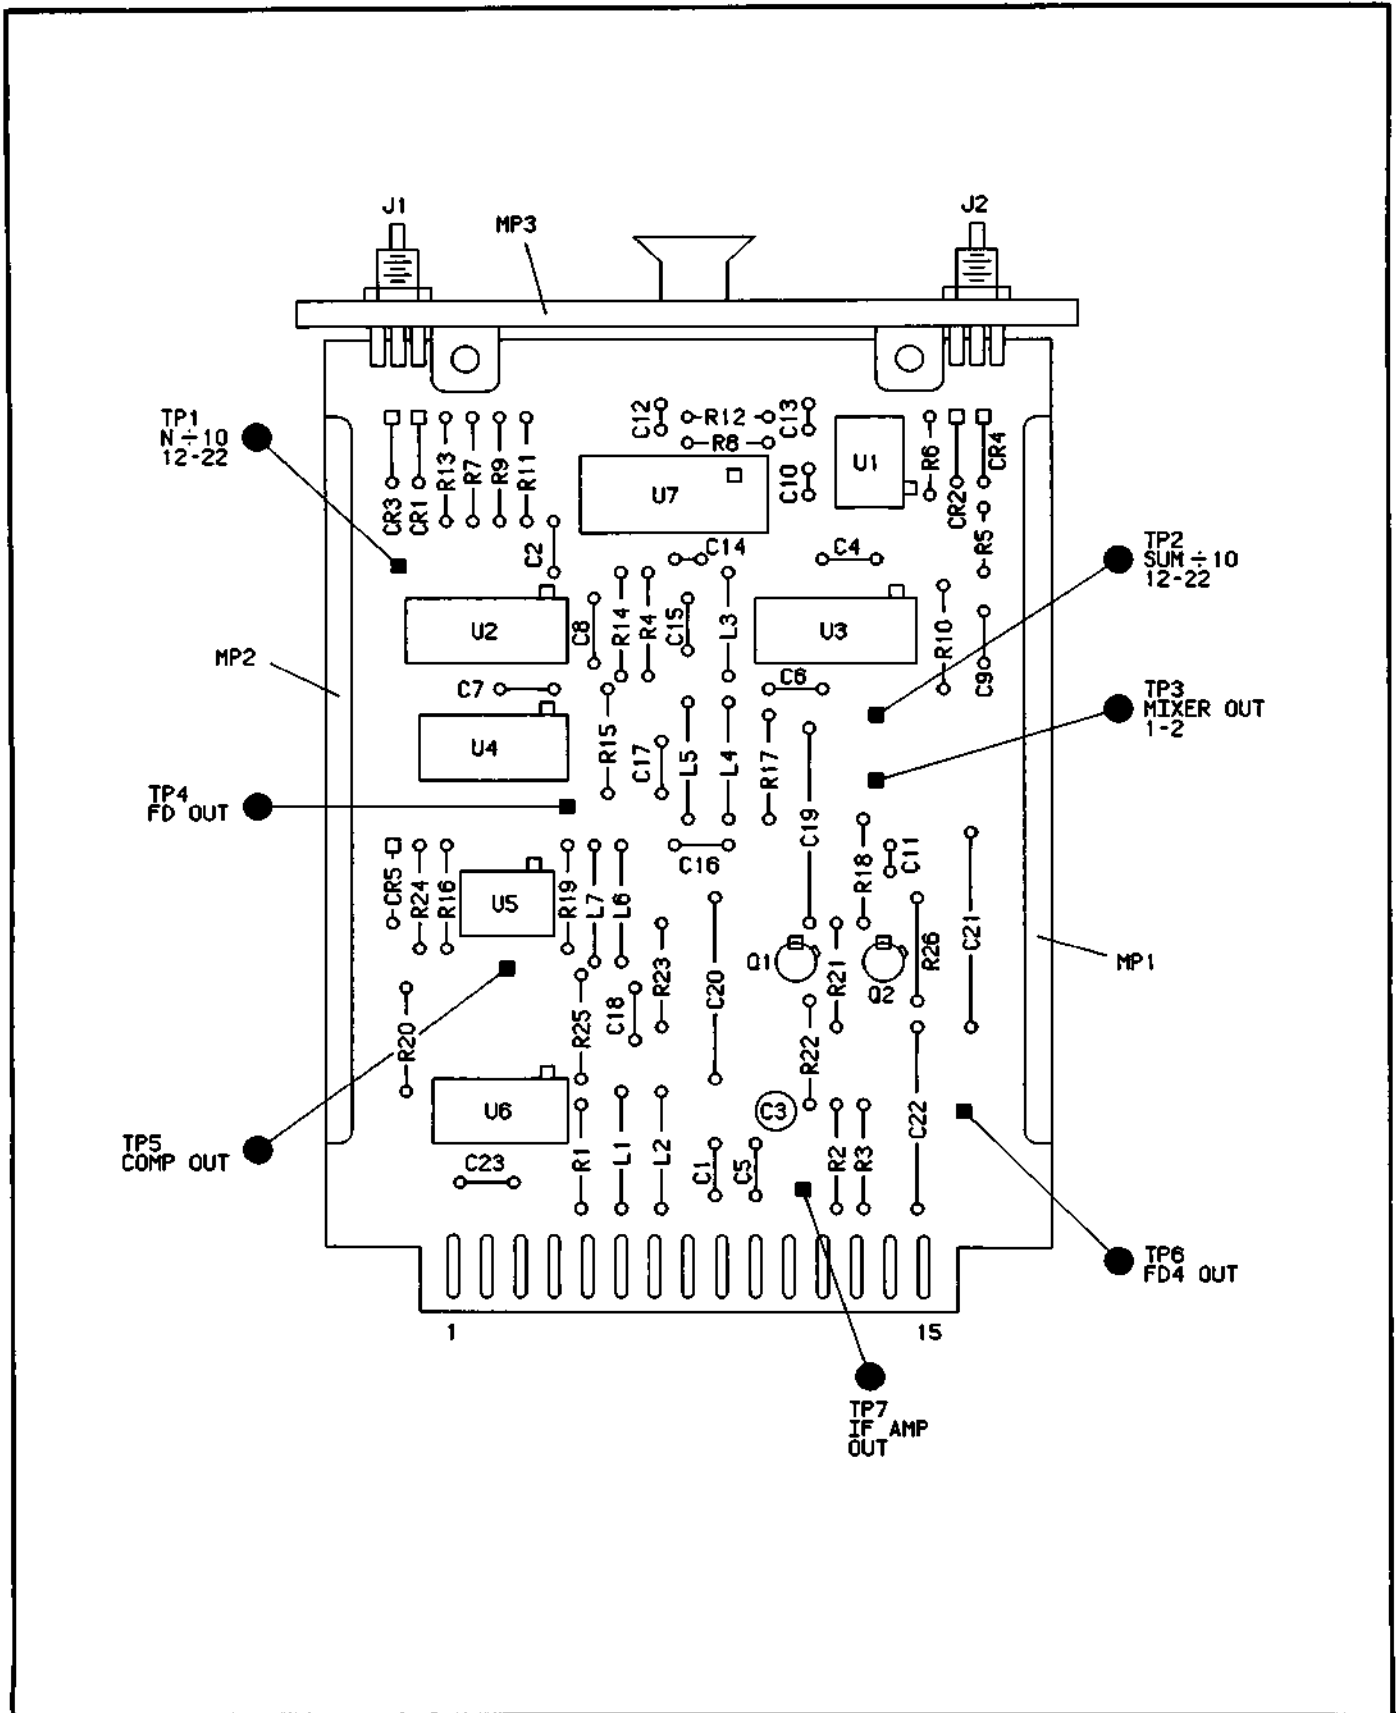 J1
MP3
J2
TP1
N ÷ 10
12-22
C12
R12
C13
R8
R13
R7
R9
R11
U1
R6
CR4
CR3
CR1
U7
C10
CR2
C2
C14
C4
R5
TP2
SUM ÷ 10
12-22
U2
C8
R14
R4
C15
L3
U3
R10
MP2
C7
C6
C9
TP3
MIXER OUT
1-2
U4
R15
C17
L5
L4
R17
TP4
FD OUT
C19
C16
R18
C11
CR5
R24
R16
U5
R19
L7
L6
R26
C21
R23
Q1
R21
Q2
MP1
C20
R20
R25
C18
R22
U6
C3
C22
TP5
COMP OUT
C23
R1
L1
L2
C1
C5
R2
R3
TP6
FD4 OUT
1
15
TP7
IF AMP
OUT